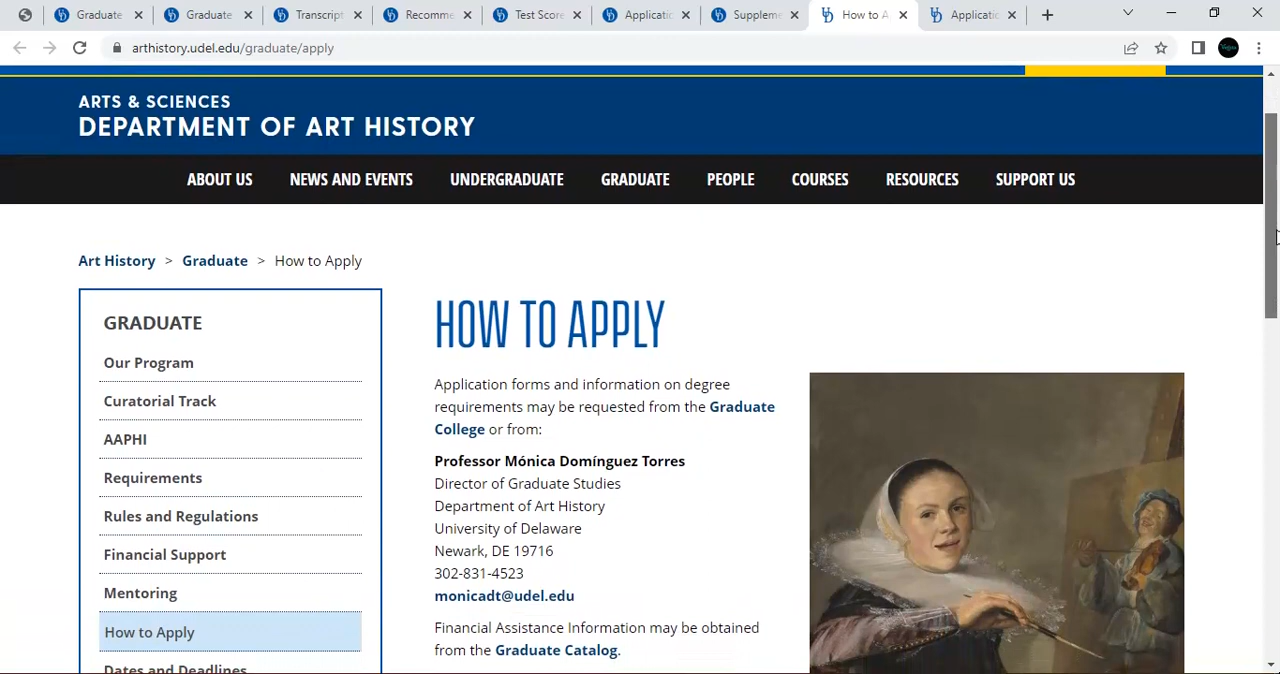 Graduate
Graduate
Transcript
Recomme
Test Score
Applicatio
Suppleme
How to A
Applicatio
arthistory.udel.edu/graduate/apply
ARTS & SCIENCES
DEPARTMENT OF ART HISTORY
ABOUT US NEWS AND EVENTS UNDERGRADUATE GRADUATE PEOPLE COURSES RESOURCES SUPPORT US
Art History > Graduate > How to Apply
GRADUATE
Our Program
Curatorial Track
AAPHI
Requirements
Rules and Regulations
Financial Support
Mentoring
How to Apply
Dates and Deadlines
HOW TO APPLY
Application forms and information on degree
requirements may be requested from the Graduate
College or from:
Professor Mónica Domínguez Torres
Director of Graduate Studies
Department of Art History
University of Delaware
Newark, DE 19716
302-831-4523
monicadt@udel.edu
Financial Assistance Information may be obtained
from the Graduate Catalog.